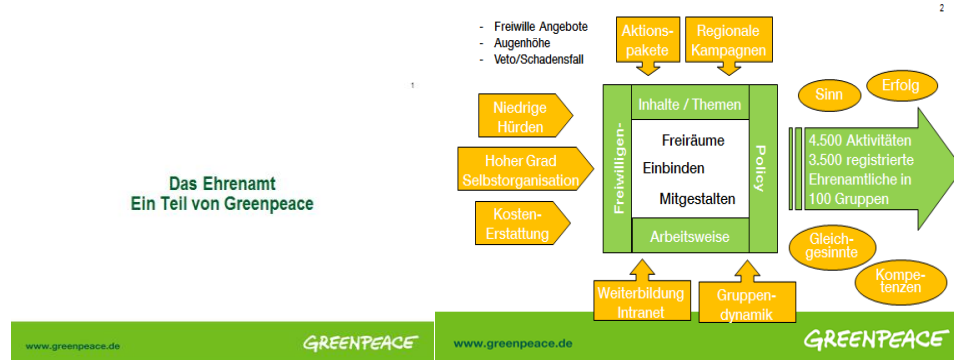 1
Das Ehrenamt
Ein Teil von Greenpeace
www.greenpeace.de
GREENPEACE
2
- Freiwille Angebote
- Augenhöhe
- Veto/Schadensfall
Aktions-
pakete
Regionale
Kampagnen
Niedrige
Hürden
Hoher Grad
Selbstorganisation
Kosten-
Erstattung
Freiwilligen-
Inhalte / Themen
Policy
Arbeitsweise
Freiräume
Einbinden
Mitgestalten
Weiterbildung
Intranet
Gruppen-
dynamik
Sinn
Erfolg
4.500 Aktivitäten
3.500 registrierte
Ehrenamtliche in
100 Gruppen
Gleich-
gesinnte
Kompe-
tenzen
www.greenpeace.de
GREENPEACE